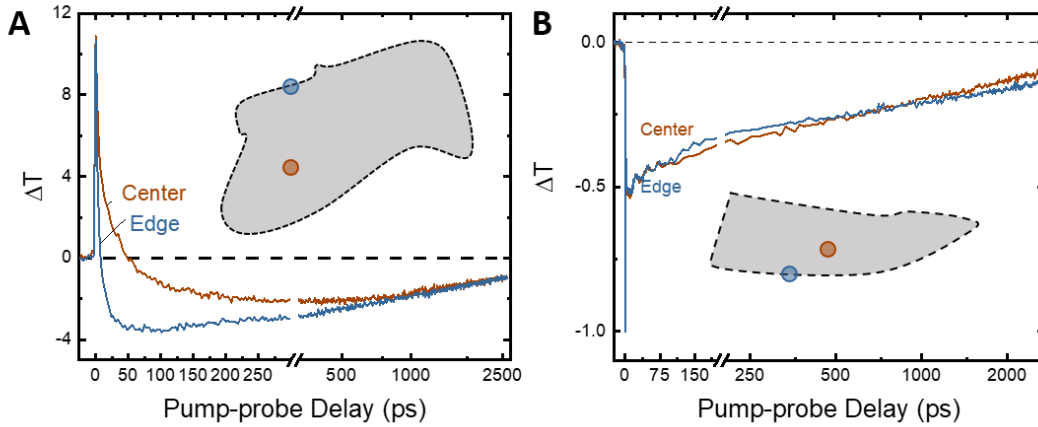 A
12
8
4
0
-4
ΔT
Center
Edge
0 50 100 150 200 250 500 1000 2500
Pump-probe Delay (ps)
B
0.0
-0.5
-1.0
ΔT
Center
Edge
0 75 150 250 500 1000 2000
Pump-probe Delay (ps)